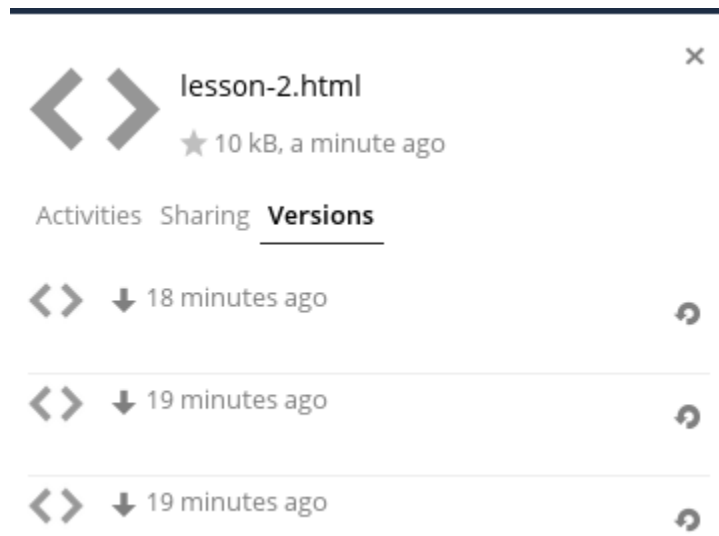 lesson-2.html
10 kB, a minute ago
Activities Sharing Versions
18 minutes ago
19 minutes ago
19 minutes ago